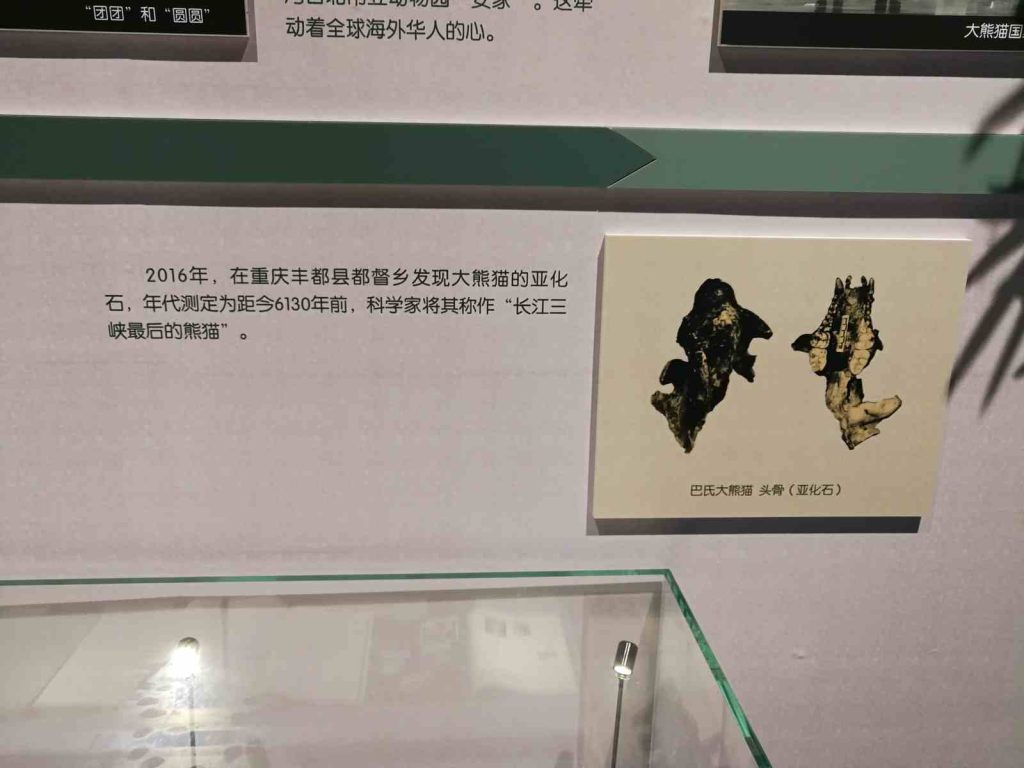 “团团”和“圆圆”
动着全球海外华人的心。
大熊猫国
2016年，在重庆丰都县都督乡发现大熊猫的亚化
石，年代测定为距今6130年前，科学家将其称作“长江三
峡最后的熊猫”。
巴氏大熊猫 头骨（亚化石）